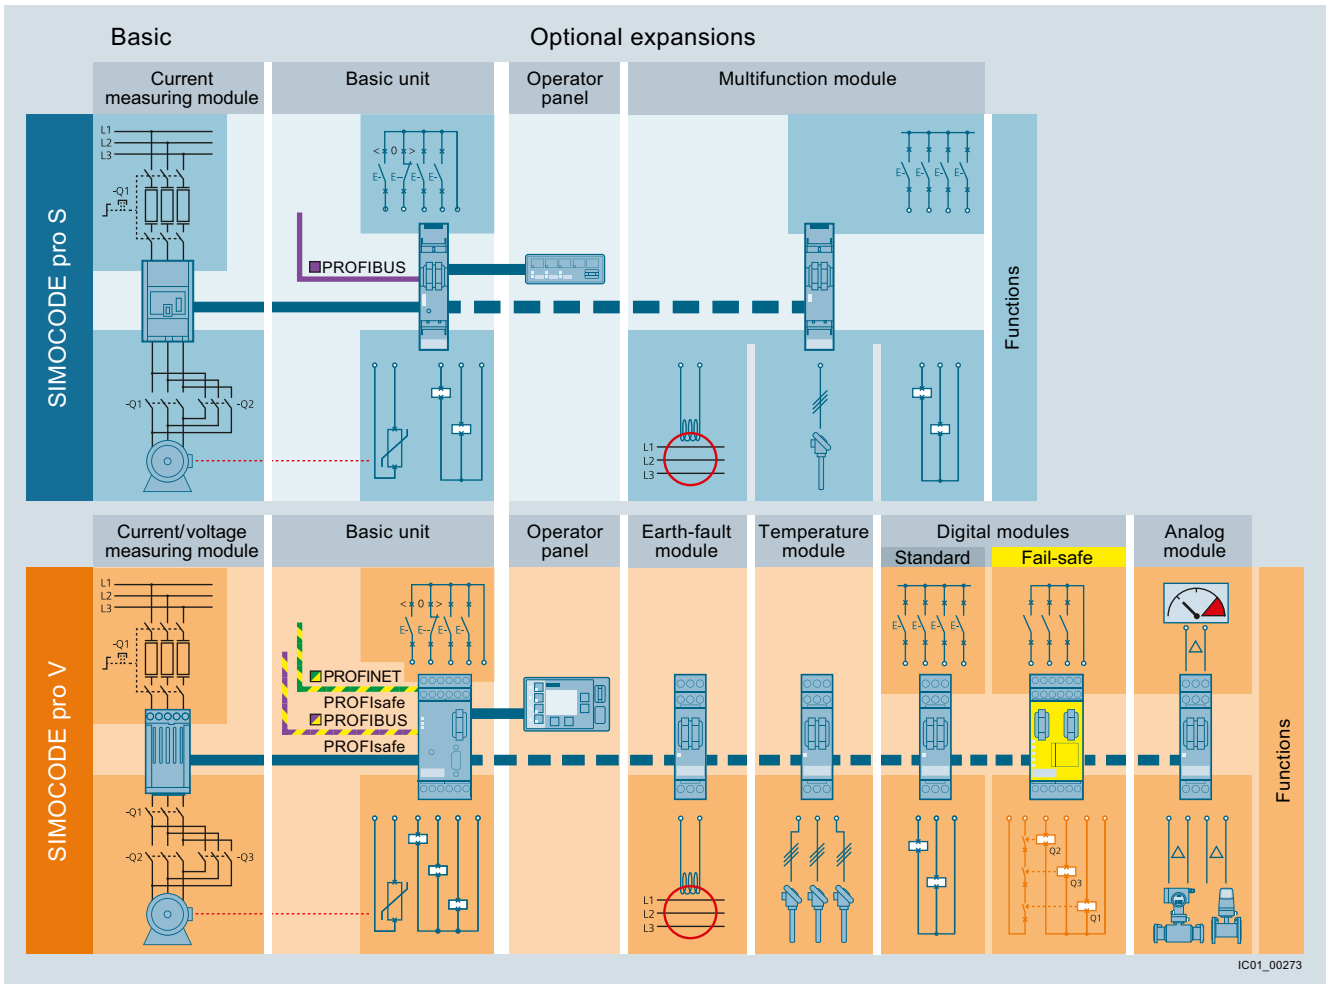 Basic
Optional expansions
Current
measuring module
Basic unit
Operator
panel
Multifunction module
SIMOCODE pro S
L1
L2
L3
-Q1
< 0 >
E- E- E- E-
E- E- E- E-
PROFIBUS
Functions
-Q1
-Q2
L1
L2
L3
Current/voltage
measuring module
Basic unit
Operator
panel
Earth-fault
module
Temperature
module
Digital modules
Standard
Fail-safe
Analog
module
SIMOCODE pro V
L1
L2
L3
-Q1
< 0 >
E- E- E- E-
E- E- E- E-
PROFINET
PROFIsafe
PROFIBUS
PROFIsafe
Functions
-Q1
-Q2
-Q3
L1
L2
L3
Q2
Q3
Q1
IC01_00273